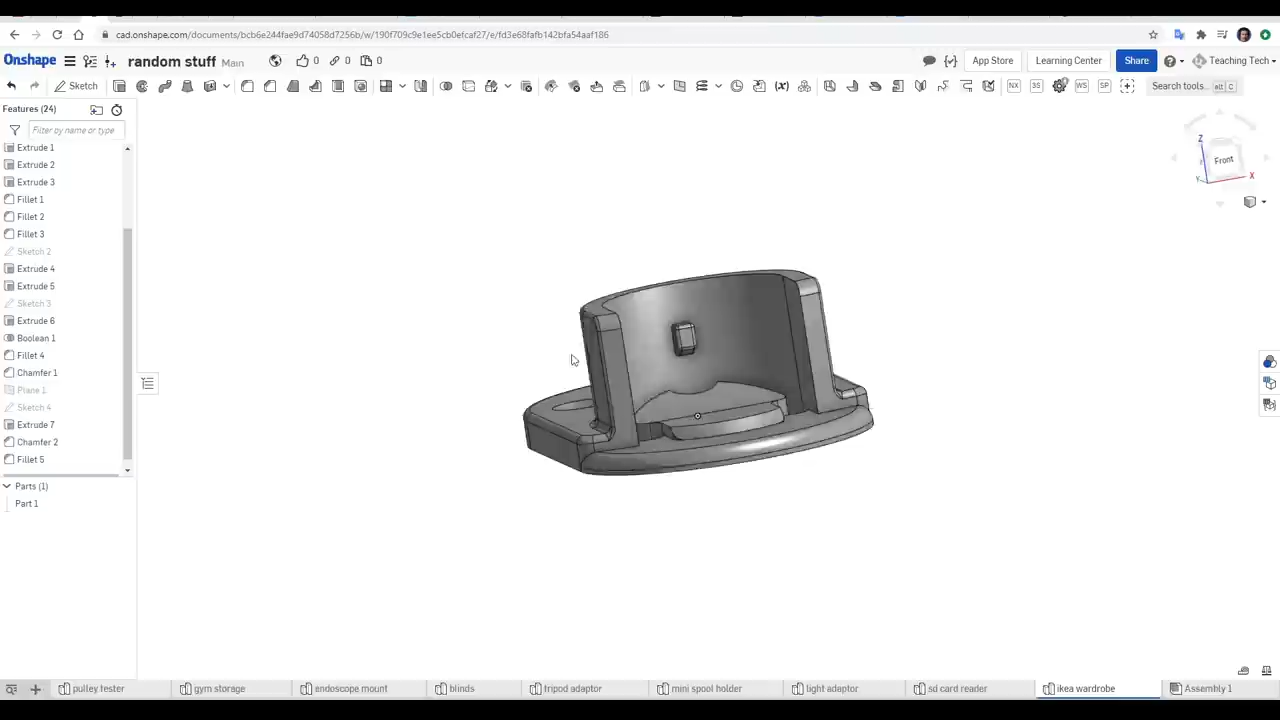 cad.onshape.com/documents/bcb6e244fae9d74058d7256b/w/190f709c9e1ee5cb0efcaf27/e/fd3e68fafb142bfa54aaf186
Onshape random stuff Main 0 0 0 App Store Learning Center Share Teaching Tech
Sketch NX 3S WS SP Search tools... alt C
Features (24)
Filter by name or type
Extrude 1
Extrude 2
Extrude 3
Fillet 1
Fillet 2
Fillet 3
Sketch 2
Extrude 4
Extrude 5
Sketch 3
Extrude 6
Boolean 1
Fillet 4
Chamfer 1
Plane 1
Sketch 4
Extrude 7
Chamfer 2
Fillet 5
Parts (1)
Part 1
Z
Front
X
Y
pulley tester gym storage endoscope mount blinds tripod adaptor mini spool holder light adaptor sd card reader ikea wardrobe Assembly 1